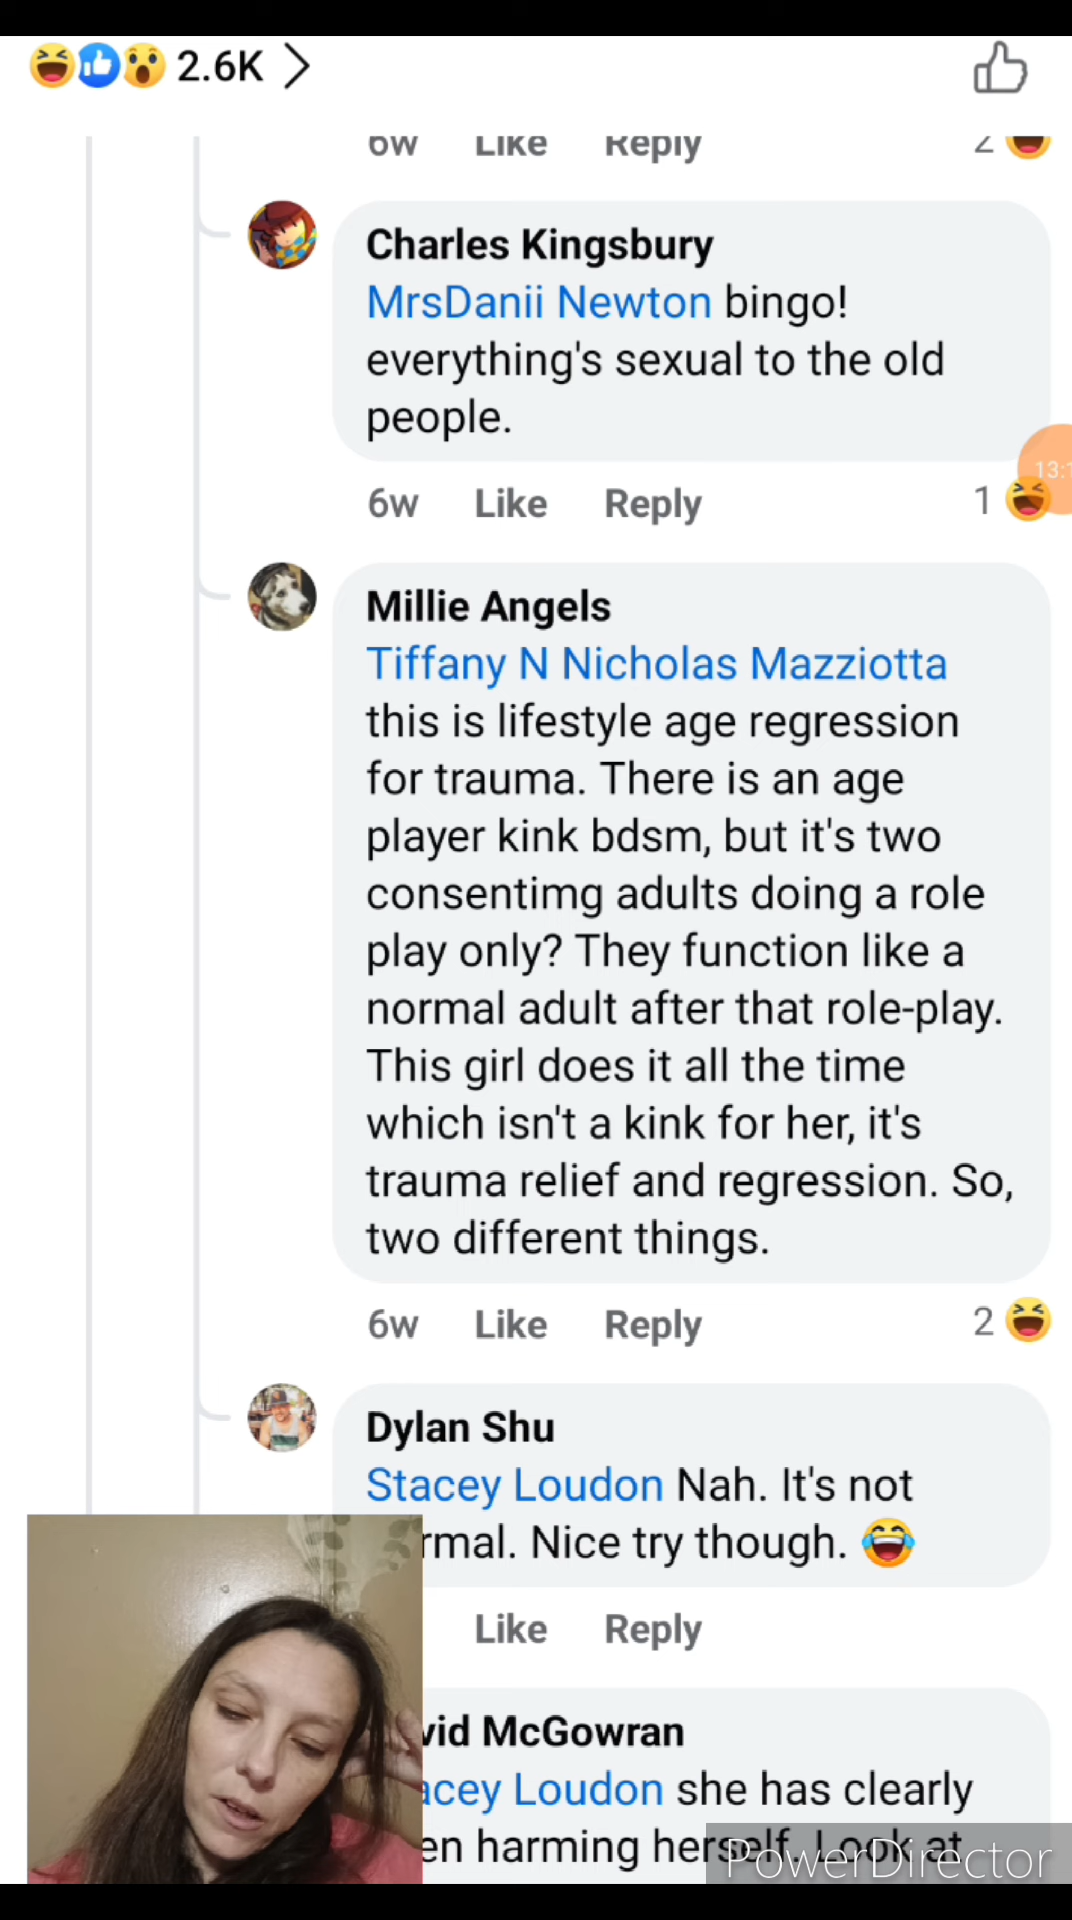 2.6K
6w Like Reply 2
Charles Kingsbury
MrsDanii Newton bingo!
everything's sexual to the old
people.
13:1
6w Like Reply 1
Millie Angels
Tiffany N Nicholas Mazziotta
this is lifestyle age regression
for trauma. There is an age
player kink bdsm, but it's two
consentimg adults doing a role
play only? They function like a
normal adult after that role-play.
This girl does it all the time
which isn't a kink for her, it's
trauma relief and regression. So,
two different things.
6w Like Reply 2
Dylan Shu
Stacey Loudon Nah. It's not
rmal. Nice try though.
Like Reply
vid McGowran
acey Loudon she has clearly
en harming herself. Look at
PowerDirector